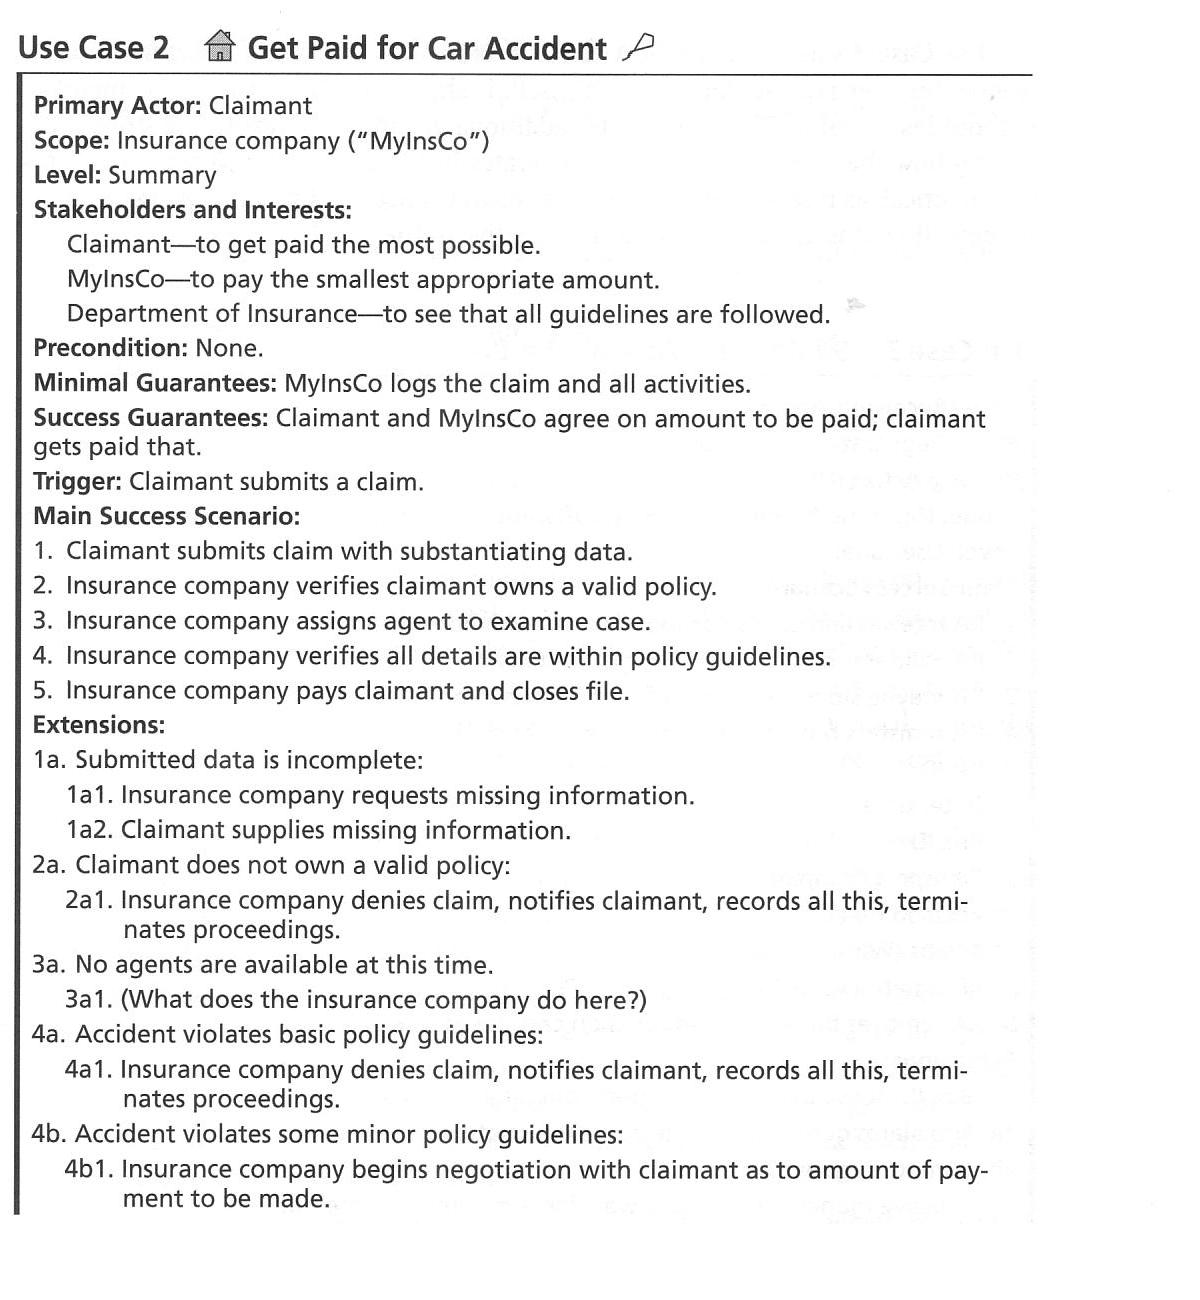 Use Case 2 Get Paid for Car Accident
Primary Actor: Claimant
Scope: Insurance company ("MyInsCo")
Level: Summary
Stakeholders and Interests:
Claimant—to get paid the most possible.
MyInsCo—to pay the smallest appropriate amount.
Department of Insurance—to see that all guidelines are followed.
Precondition: None.
Minimal Guarantees: MyInsCo logs the claim and all activities.
Success Guarantees: Claimant and MyInsCo agree on amount to be paid; claimant
gets paid that.
Trigger: Claimant submits a claim.
Main Success Scenario:
1. Claimant submits claim with substantiating data.
2. Insurance company verifies claimant owns a valid policy.
3. Insurance company assigns agent to examine case.
4. Insurance company verifies all details are within policy guidelines.
5. Insurance company pays claimant and closes file.
Extensions:
1a. Submitted data is incomplete:
1a1. Insurance company requests missing information.
1a2. Claimant supplies missing information.
2a. Claimant does not own a valid policy:
2a1. Insurance company denies claim, notifies claimant, records all this, termi-
nates proceedings.
3a. No agents are available at this time.
3a1. (What does the insurance company do here?)
4a. Accident violates basic policy guidelines:
4a1. Insurance company denies claim, notifies claimant, records all this, termi-
nates proceedings.
4b. Accident violates some minor policy guidelines:
4b1. Insurance company begins negotiation with claimant as to amount of pay-
ment to be made.